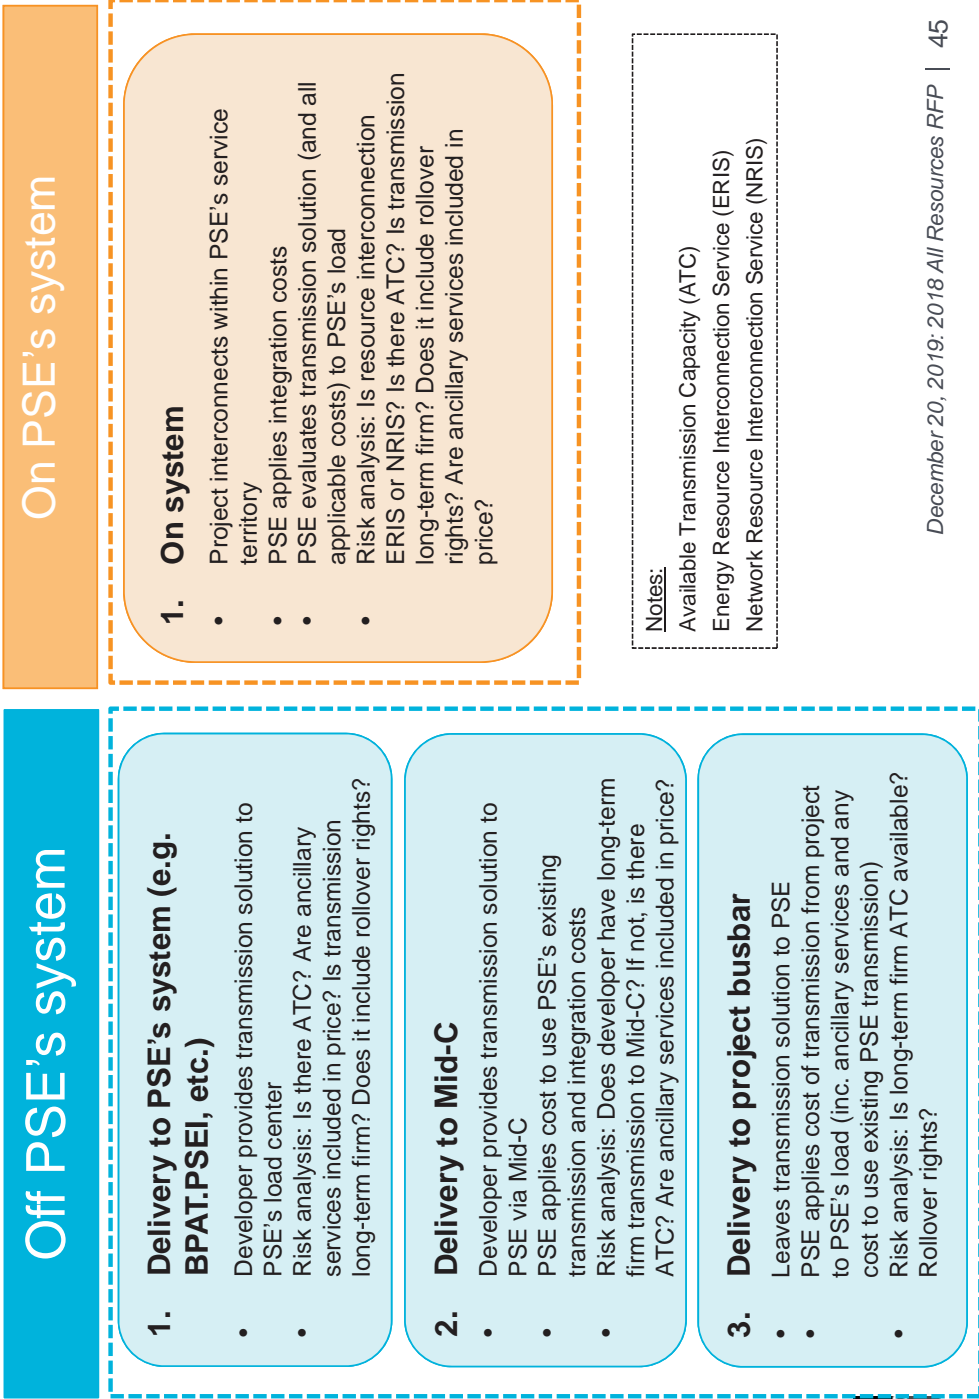 Off PSE's system
1. Delivery to PSE's system (e.g.
BPAT.PSEI, etc.)
• Developer provides transmission solution to
PSE's load center
• Risk analysis: Is there ATC? Are ancillary
services included in price? Is transmission
long-term firm? Does it include rollover rights?
2. Delivery to Mid-C
• Developer provides transmission solution to
PSE via Mid-C
• PSE applies cost to use PSE's existing
transmission and integration costs
• Risk analysis: Does developer have long-term
firm transmission to Mid-C? If not, is there
ATC? Are ancillary services included in price?
3. Delivery to project busbar
• Leaves transmission solution to PSE
• PSE applies cost of transmission from project
to PSE's load (inc. ancillary services and any
cost to use existing PSE transmission)
• Risk analysis: Is long-term firm ATC available?
Rollover rights?
On PSE's system
1. On system
• Project interconnects within PSE's service
territory
• PSE applies integration costs
• PSE evaluates transmission solution (and all
applicable costs) to PSE's load
• Risk analysis: Is resource interconnection
ERIS or NRIS? Is there ATC? Is transmission
long-term firm? Does it include rollover
rights? Are ancillary services included in
price?
Notes:
Available Transmission Capacity (ATC)
Energy Resource Interconnection Service (ERIS)
Network Resource Interconnection Service (NRIS)
December 20, 2019: 2018 All Resources RFP | 45